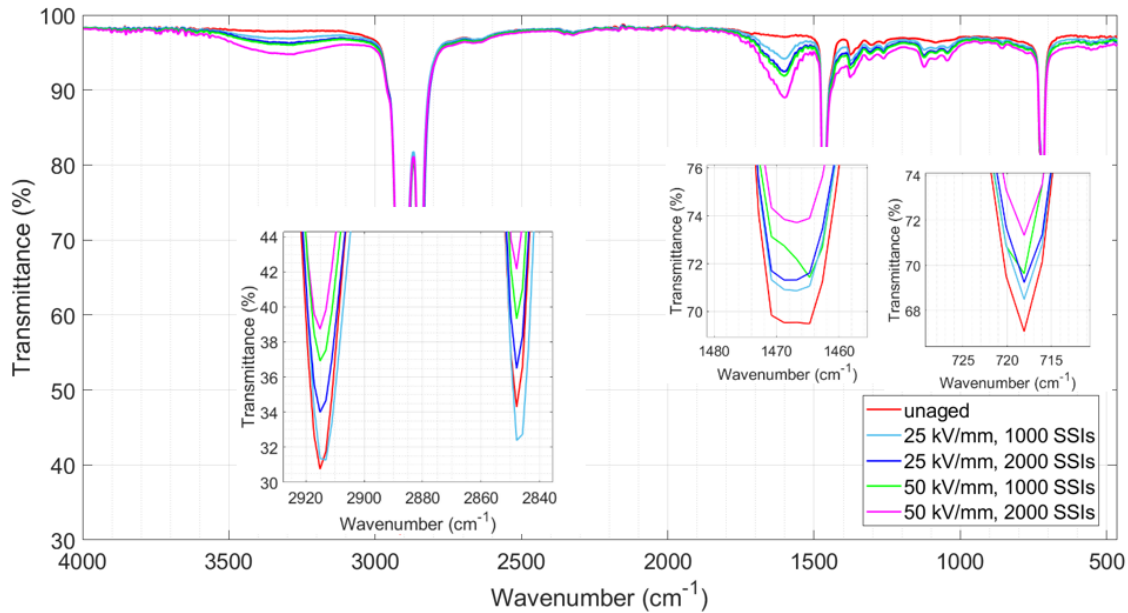 100
90
80
70
60
50
40
30
Transmittance (%)
4000 3500 3000 2500 2000 1500 1000 500
Wavenumber (cm-1)
44
42
40
38
36
34
32
30
Transmittance (%)
2920 2900 2880 2860 2840
Wavenumber (cm-1)
76
74
72
70
Transmittance (%)
1480 1470 1460
Wavenumber (cm-1)
74
72
70
68
Transmittance (%)
725 720 715
Wavenumber (cm-1)
unaged
25 kV/mm, 1000 SSIs
25 kV/mm, 2000 SSIs
50 kV/mm, 1000 SSIs
50 kV/mm, 2000 SSIs